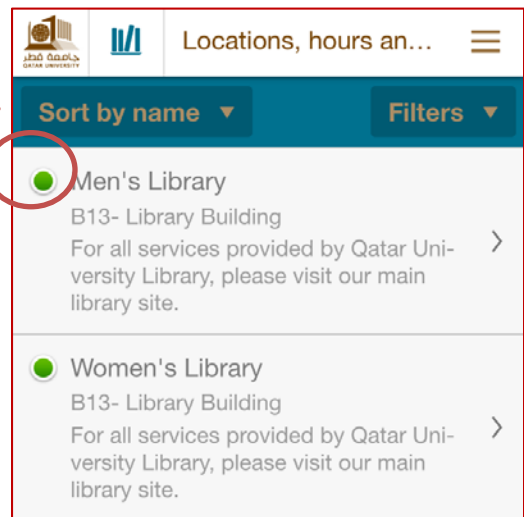 جامعة قطر
QATAR UNIVERSITY
Locations, hours an...
Sort by name
Filters
Men's Library
B13- Library Building
For all services provided by Qatar Uni-
versity Library, please visit our main
library site.
Women's Library
B13- Library Building
For all services provided by Qatar Uni-
versity Library, please visit our main
library site.